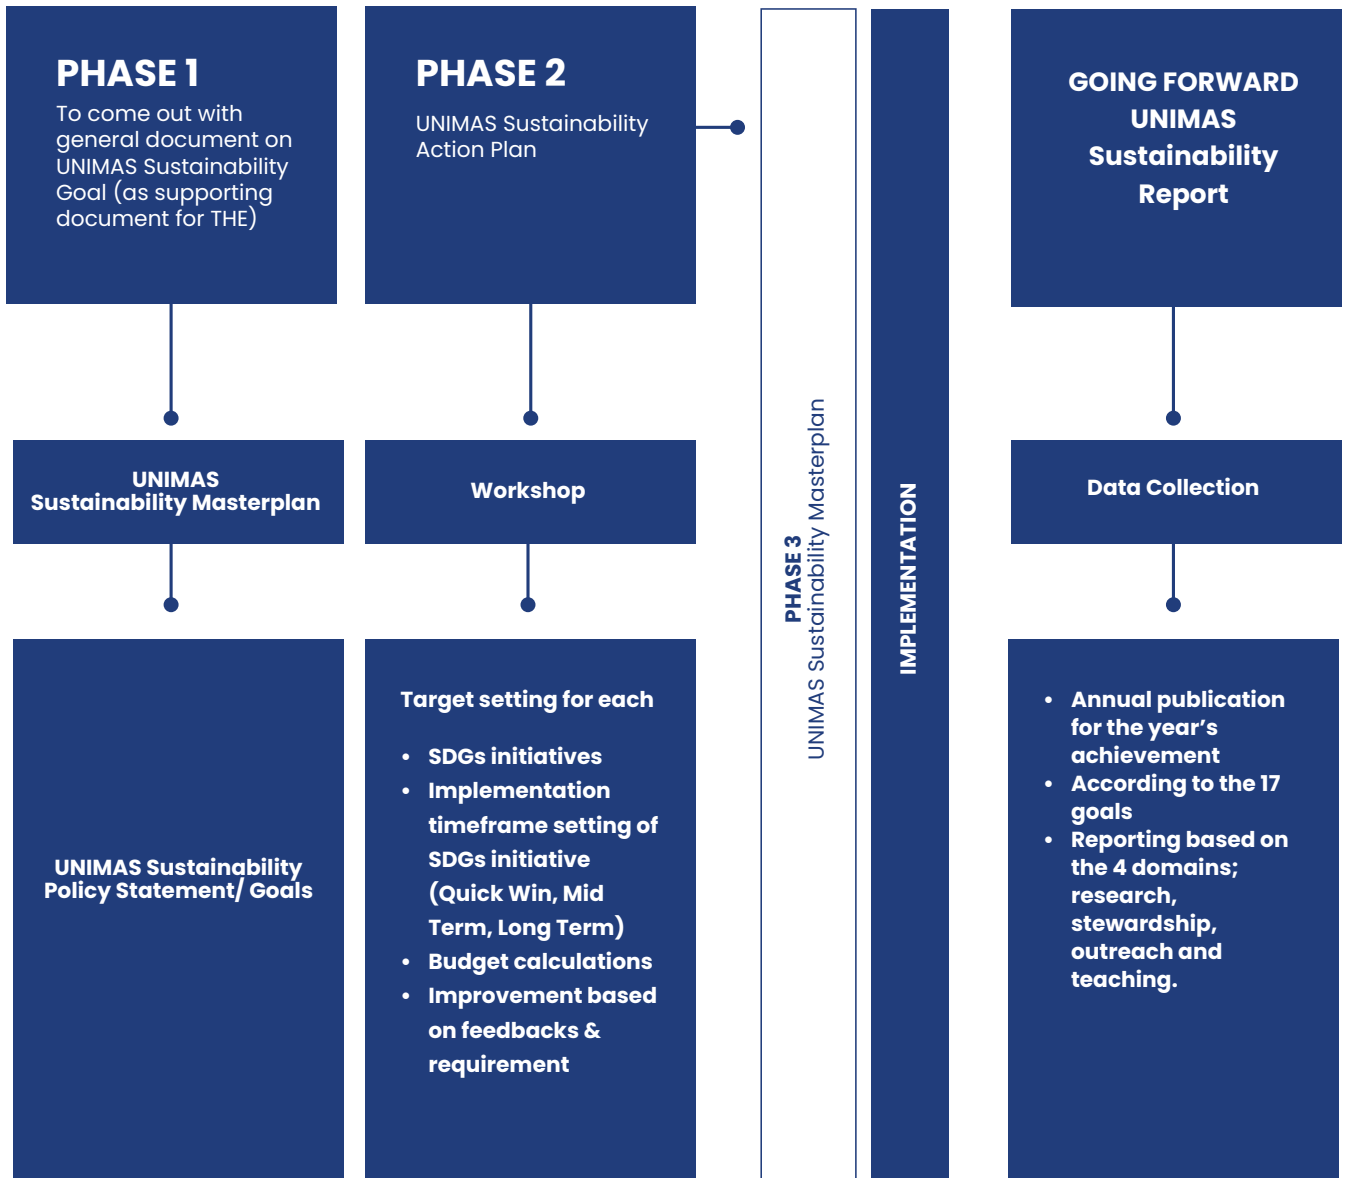 PHASE 1
To come out with
general document on
UNIMAS Sustainability
Goal (as supporting
document for THE)
UNIMAS
Sustainability Masterplan
UNIMAS Sustainability
Policy Statement/ Goals
PHASE 2
UNIMAS Sustainability
Action Plan
Workshop
Target setting for each
• SDGs initiatives
• Implementation
timeframe setting of
SDGs initiative
(Quick Win, Mid
Term, Long Term)
• Budget calculations
• Improvement based
on feedbacks &
requirement
PHASE 3
UNIMAS Sustainability Masterplan
IMPLEMENTATION
GOING FORWARD
UNIMAS
Sustainability
Report
Data Collection
• Annual publication
for the year’s
achievement
• According to the 17
goals
• Reporting based on
the 4 domains;
research,
stewardship,
outreach and
teaching.